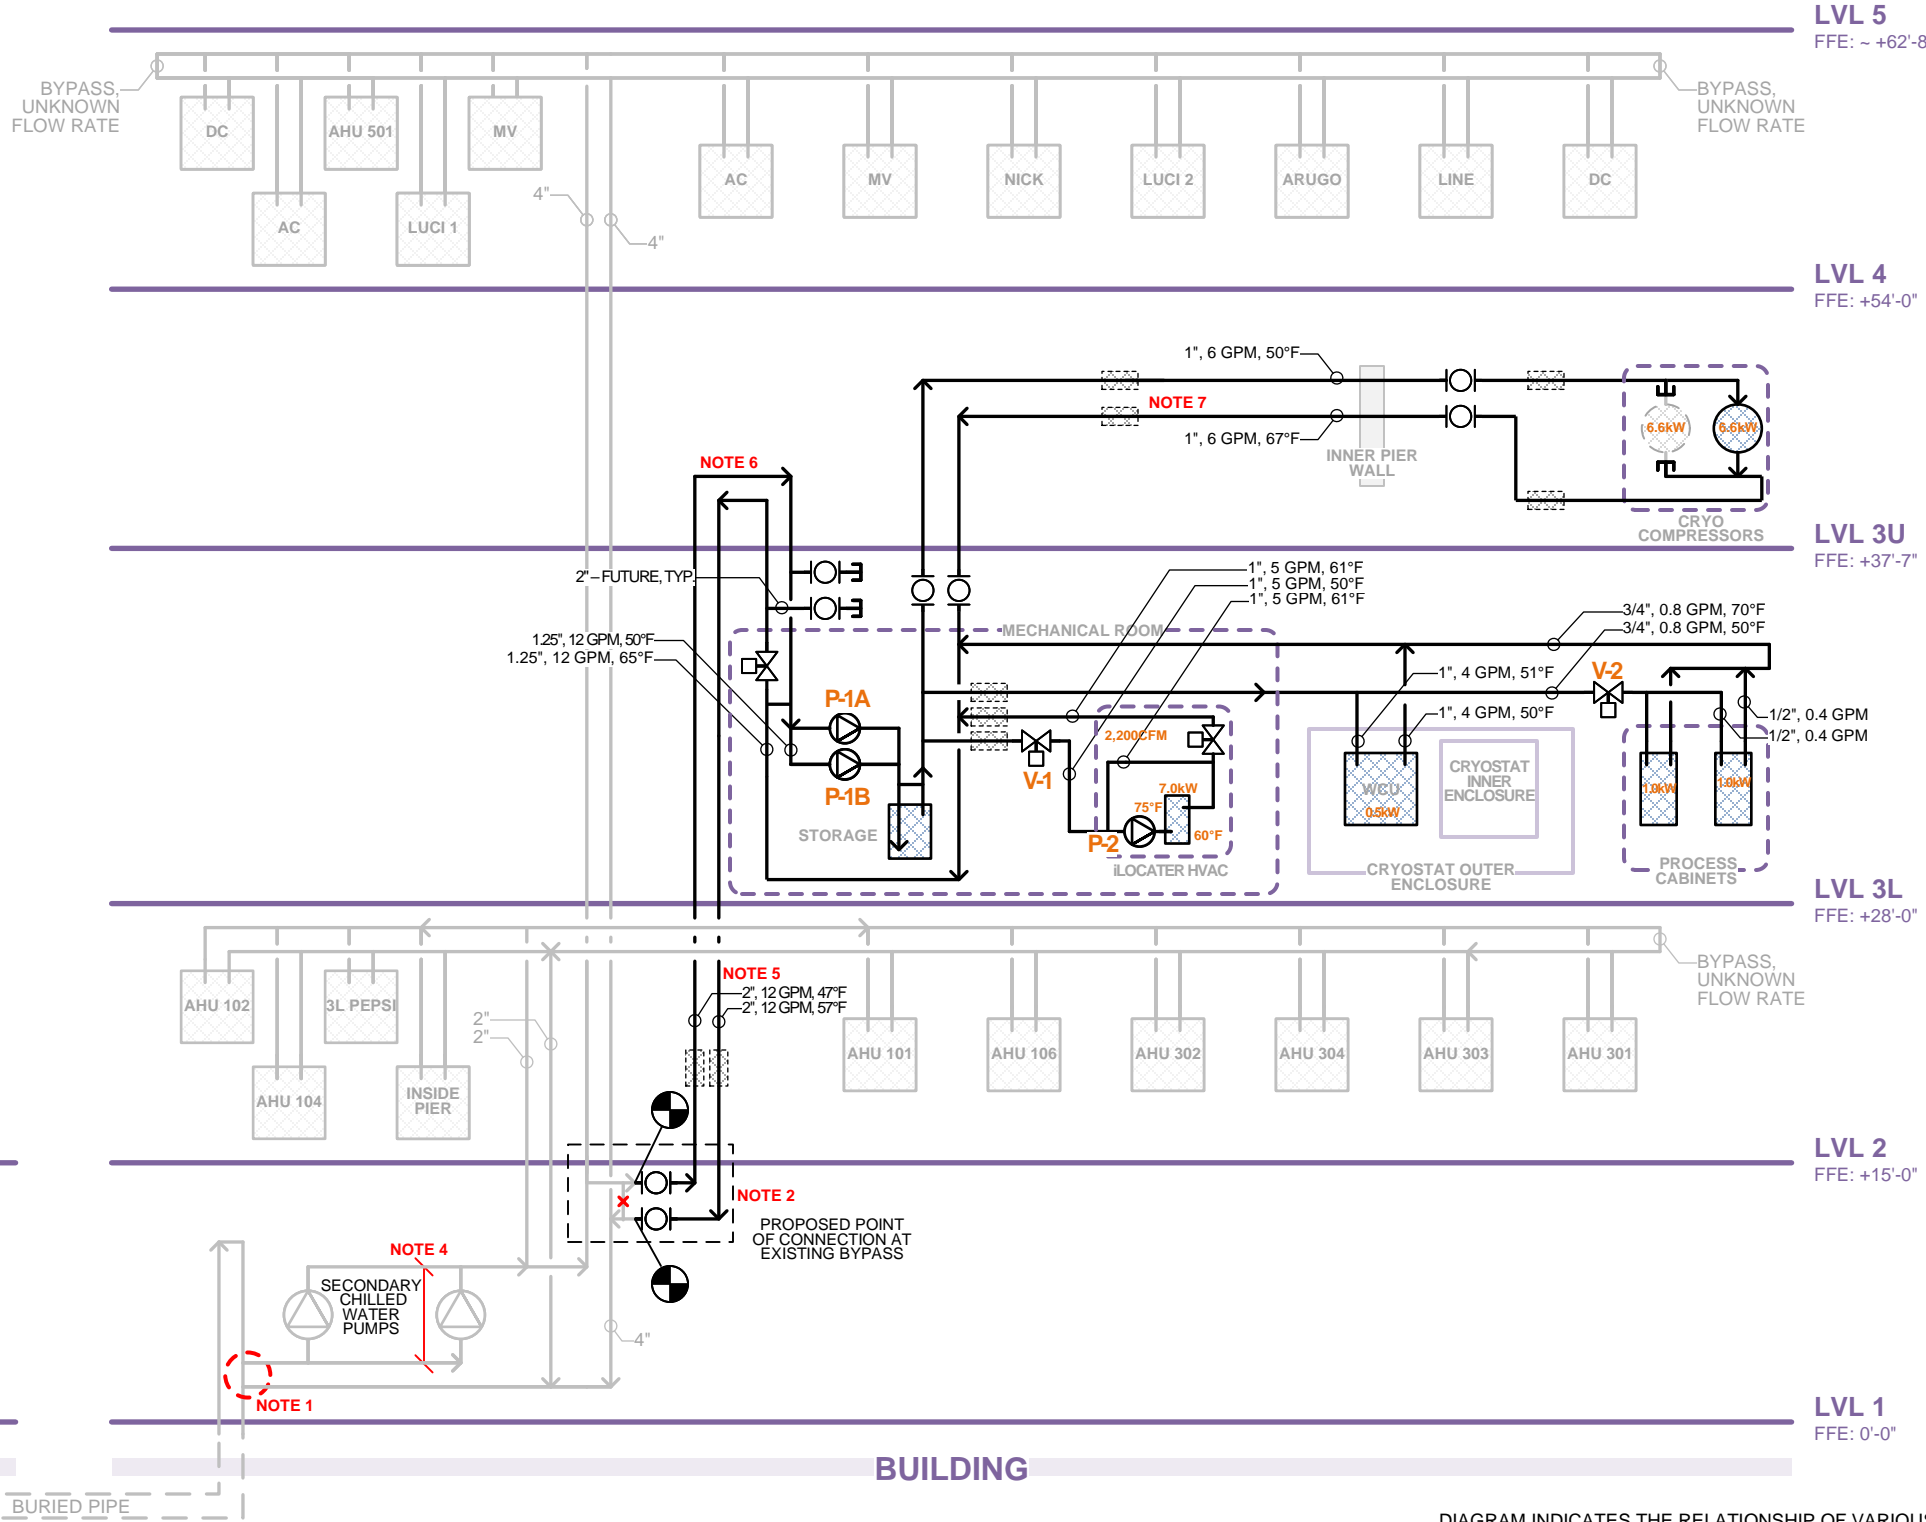 LVL 5
FFE: ~ +62'-8
BYPASS,
UNKNOWN
FLOW RATE
BYPASS,
UNKNOWN
FLOW RATE
DC
AHU 501
MV
AC
LUCI 1
4"
4"
AC
MV
NICK
LUCI 2
ARUGO
LINE
DC
LVL 4
FFE: +54'-0"
1", 6 GPM, 50°F
NOTE 7
1", 6 GPM, 67°F
INNER PIER
WALL
6.6kW
6.6kW
CRYO
COMPRESSORS
NOTE 6
LVL 3U
FFE: +37'-7"
2" – FUTURE, TYP.
1", 5 GPM, 61°F
1", 5 GPM, 50°F
1", 5 GPM, 61°F
3/4", 0.8 GPM, 70°F
3/4", 0.8 GPM, 50°F
MECHANICAL ROOM
1.25", 12 GPM, 50°F
1.25", 12 GPM, 65°F
P-1A
P-1B
STORAGE
V-1
2,200CFM
7.0kW
75°F
60°F
P-2
iLOCATER HVAC
1", 4 GPM, 51°F
1", 4 GPM, 50°F
V-2
1/2", 0.4 GPM
1/2", 0.4 GPM
WCU
0.5kW
CRYOSTAT
INNER
ENCLOSURE
CRYOSTAT OUTER
ENCLOSURE
1.0kW
1.0kW
PROCESS
CABINETS
LVL 3L
FFE: +28'-0"
BYPASS,
UNKNOWN
FLOW RATE
AHU 102
3L PEPSI
AHU 104
INSIDE
PIER
2"
2"
NOTE 5
2", 12 GPM, 47°F
2", 12 GPM, 57°F
AHU 101
AHU 106
AHU 302
AHU 304
AHU 303
AHU 301
LVL 2
FFE: +15'-0"
NOTE 2
PROPOSED POINT
OF CONNECTION AT
EXISTING BYPASS
NOTE 4
SECONDARY
CHILLED
WATER
PUMPS
4"
NOTE 1
LVL 1
FFE: 0'-0"
BUILDING
BURIED PIPE
DIAGRAM INDICATES THE RELATIONSHIP OF VARIOUS